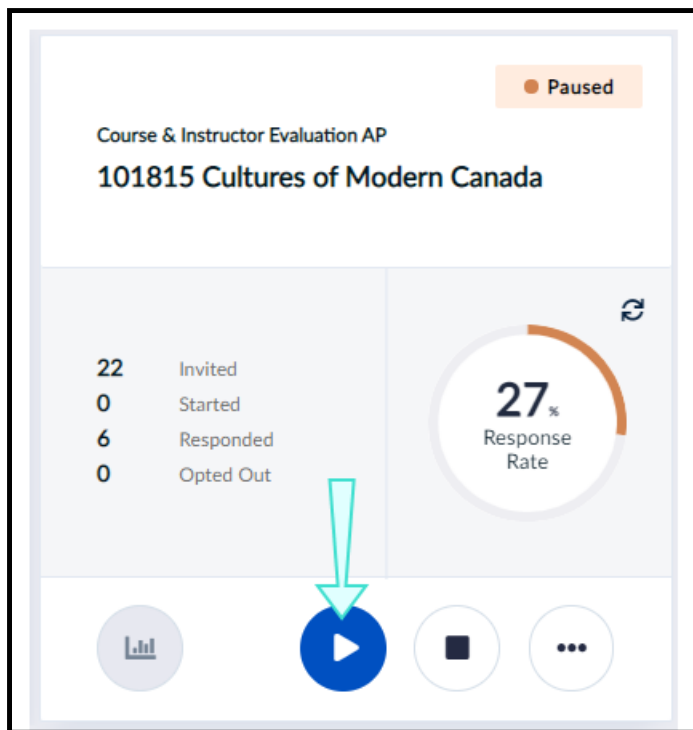 Paused
Course & Instructor Evaluation AP
101815 Cultures of Modern Canada
22 Invited
0 Started
6 Responded
0 Opted Out
27%
Response
Rate